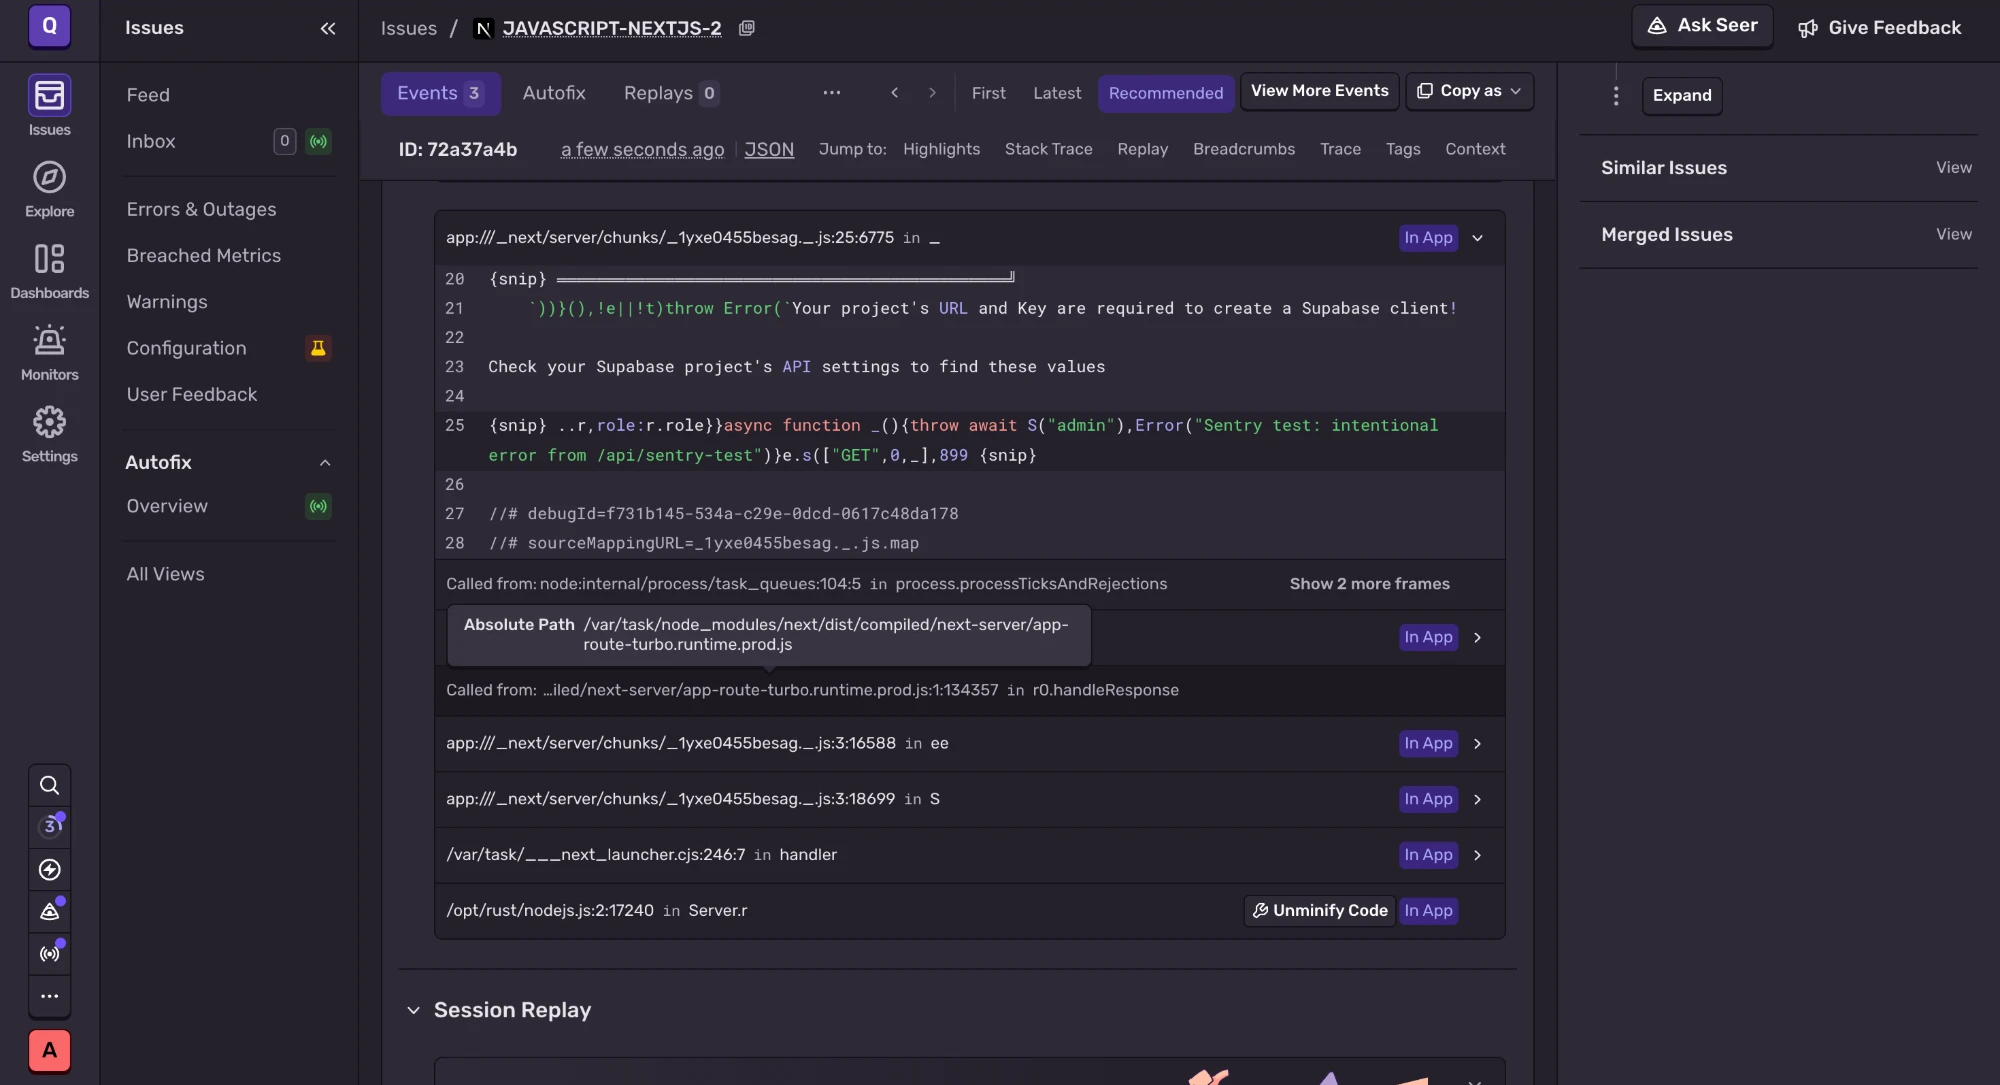 Q
Issues
Issues / N JAVASCRIPT-NEXTJS-2
Ask Seer
Give Feedback
Issues
Explore
Dashboards
Monitors
Settings
3
A
Feed
Inbox 0
Errors & Outages
Breached Metrics
Warnings
Configuration
User Feedback
Autofix
Overview
All Views
Events 3 Autofix Replays 0 ... First Latest Recommended View More Events Copy as
ID: 72a37a4b a few seconds ago JSON Jump to: Highlights Stack Trace Replay Breadcrumbs Trace Tags Context
app:///_next/server/chunks/_1yxe0455besag._.js:25:6775 in _ In App
20 {snip} ═══════════════════════════════════════════════╝
21 `))}(),!e||!t)throw Error(`Your project's URL and Key are required to create a Supabase client!
22
23 Check your Supabase project's API settings to find these values
24
25 {snip} ..r,role:r.role}}async function _(){throw await S("admin"),Error("Sentry test: intentional
error from /api/sentry-test")}e.s(["GET",0,_],899 {snip}
26
27 //# debugId=f731b145-534a-c29e-0dcd-0617c48da178
28 //# sourceMappingURL=_1yxe0455besag._.js.map
Called from: node:internal/process/task_queues:104:5 in process.processTicksAndRejections Show 2 more frames
Absolute Path /var/task/node_modules/next/dist/compiled/next-server/app-
route-turbo.runtime.prod.js
In App
Called from: …iled/next-server/app-route-turbo.runtime.prod.js:1:134357 in r0.handleResponse
app:///_next/server/chunks/_1yxe0455besag._.js:3:16588 in ee In App
app:///_next/server/chunks/_1yxe0455besag._.js:3:18699 in S In App
/var/task/___next_launcher.cjs:246:7 in handler In App
/opt/rust/nodejs.js:2:17240 in Server.r Unminify Code In App
Session Replay
Expand
Similar Issues View
Merged Issues View